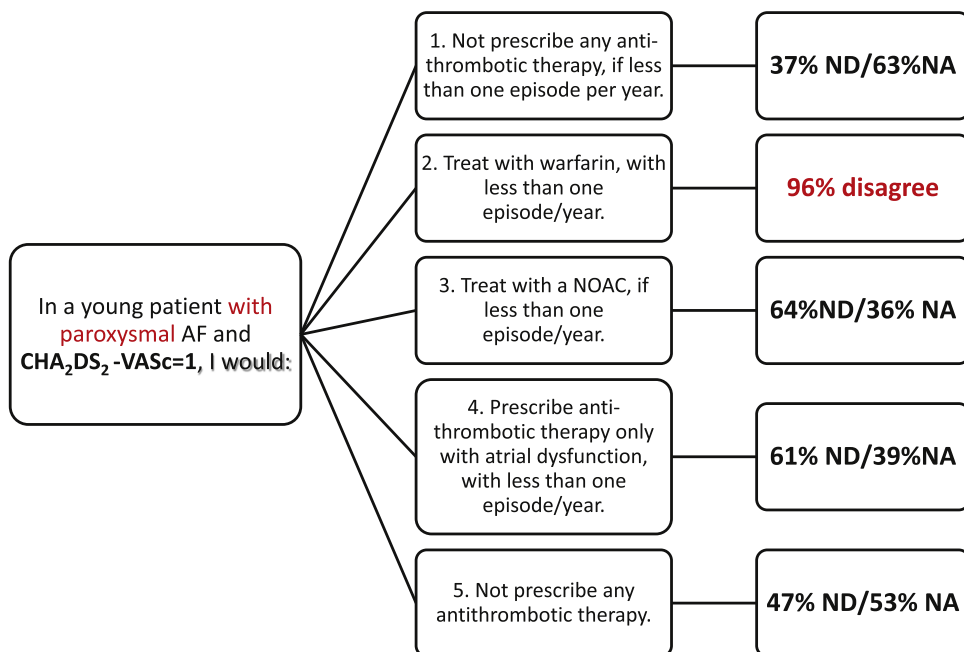 In a young patient with
paroxysmal AF and
CHA₂DS₂ -VASc=1, I would:
1. Not prescribe any anti-
thrombotic therapy, if less
than one episode per year.
37% ND/63%NA
2. Treat with warfarin, with
less than one
episode/year.
96% disagree
3. Treat with a NOAC, if
less than one
episode/year.
64%ND/36% NA
4. Prescribe anti-
thrombotic therapy only
with atrial dysfunction,
with less than one
episode/year.
61% ND/39%NA
5. Not prescribe any
antithrombotic therapy.
47% ND/53% NA